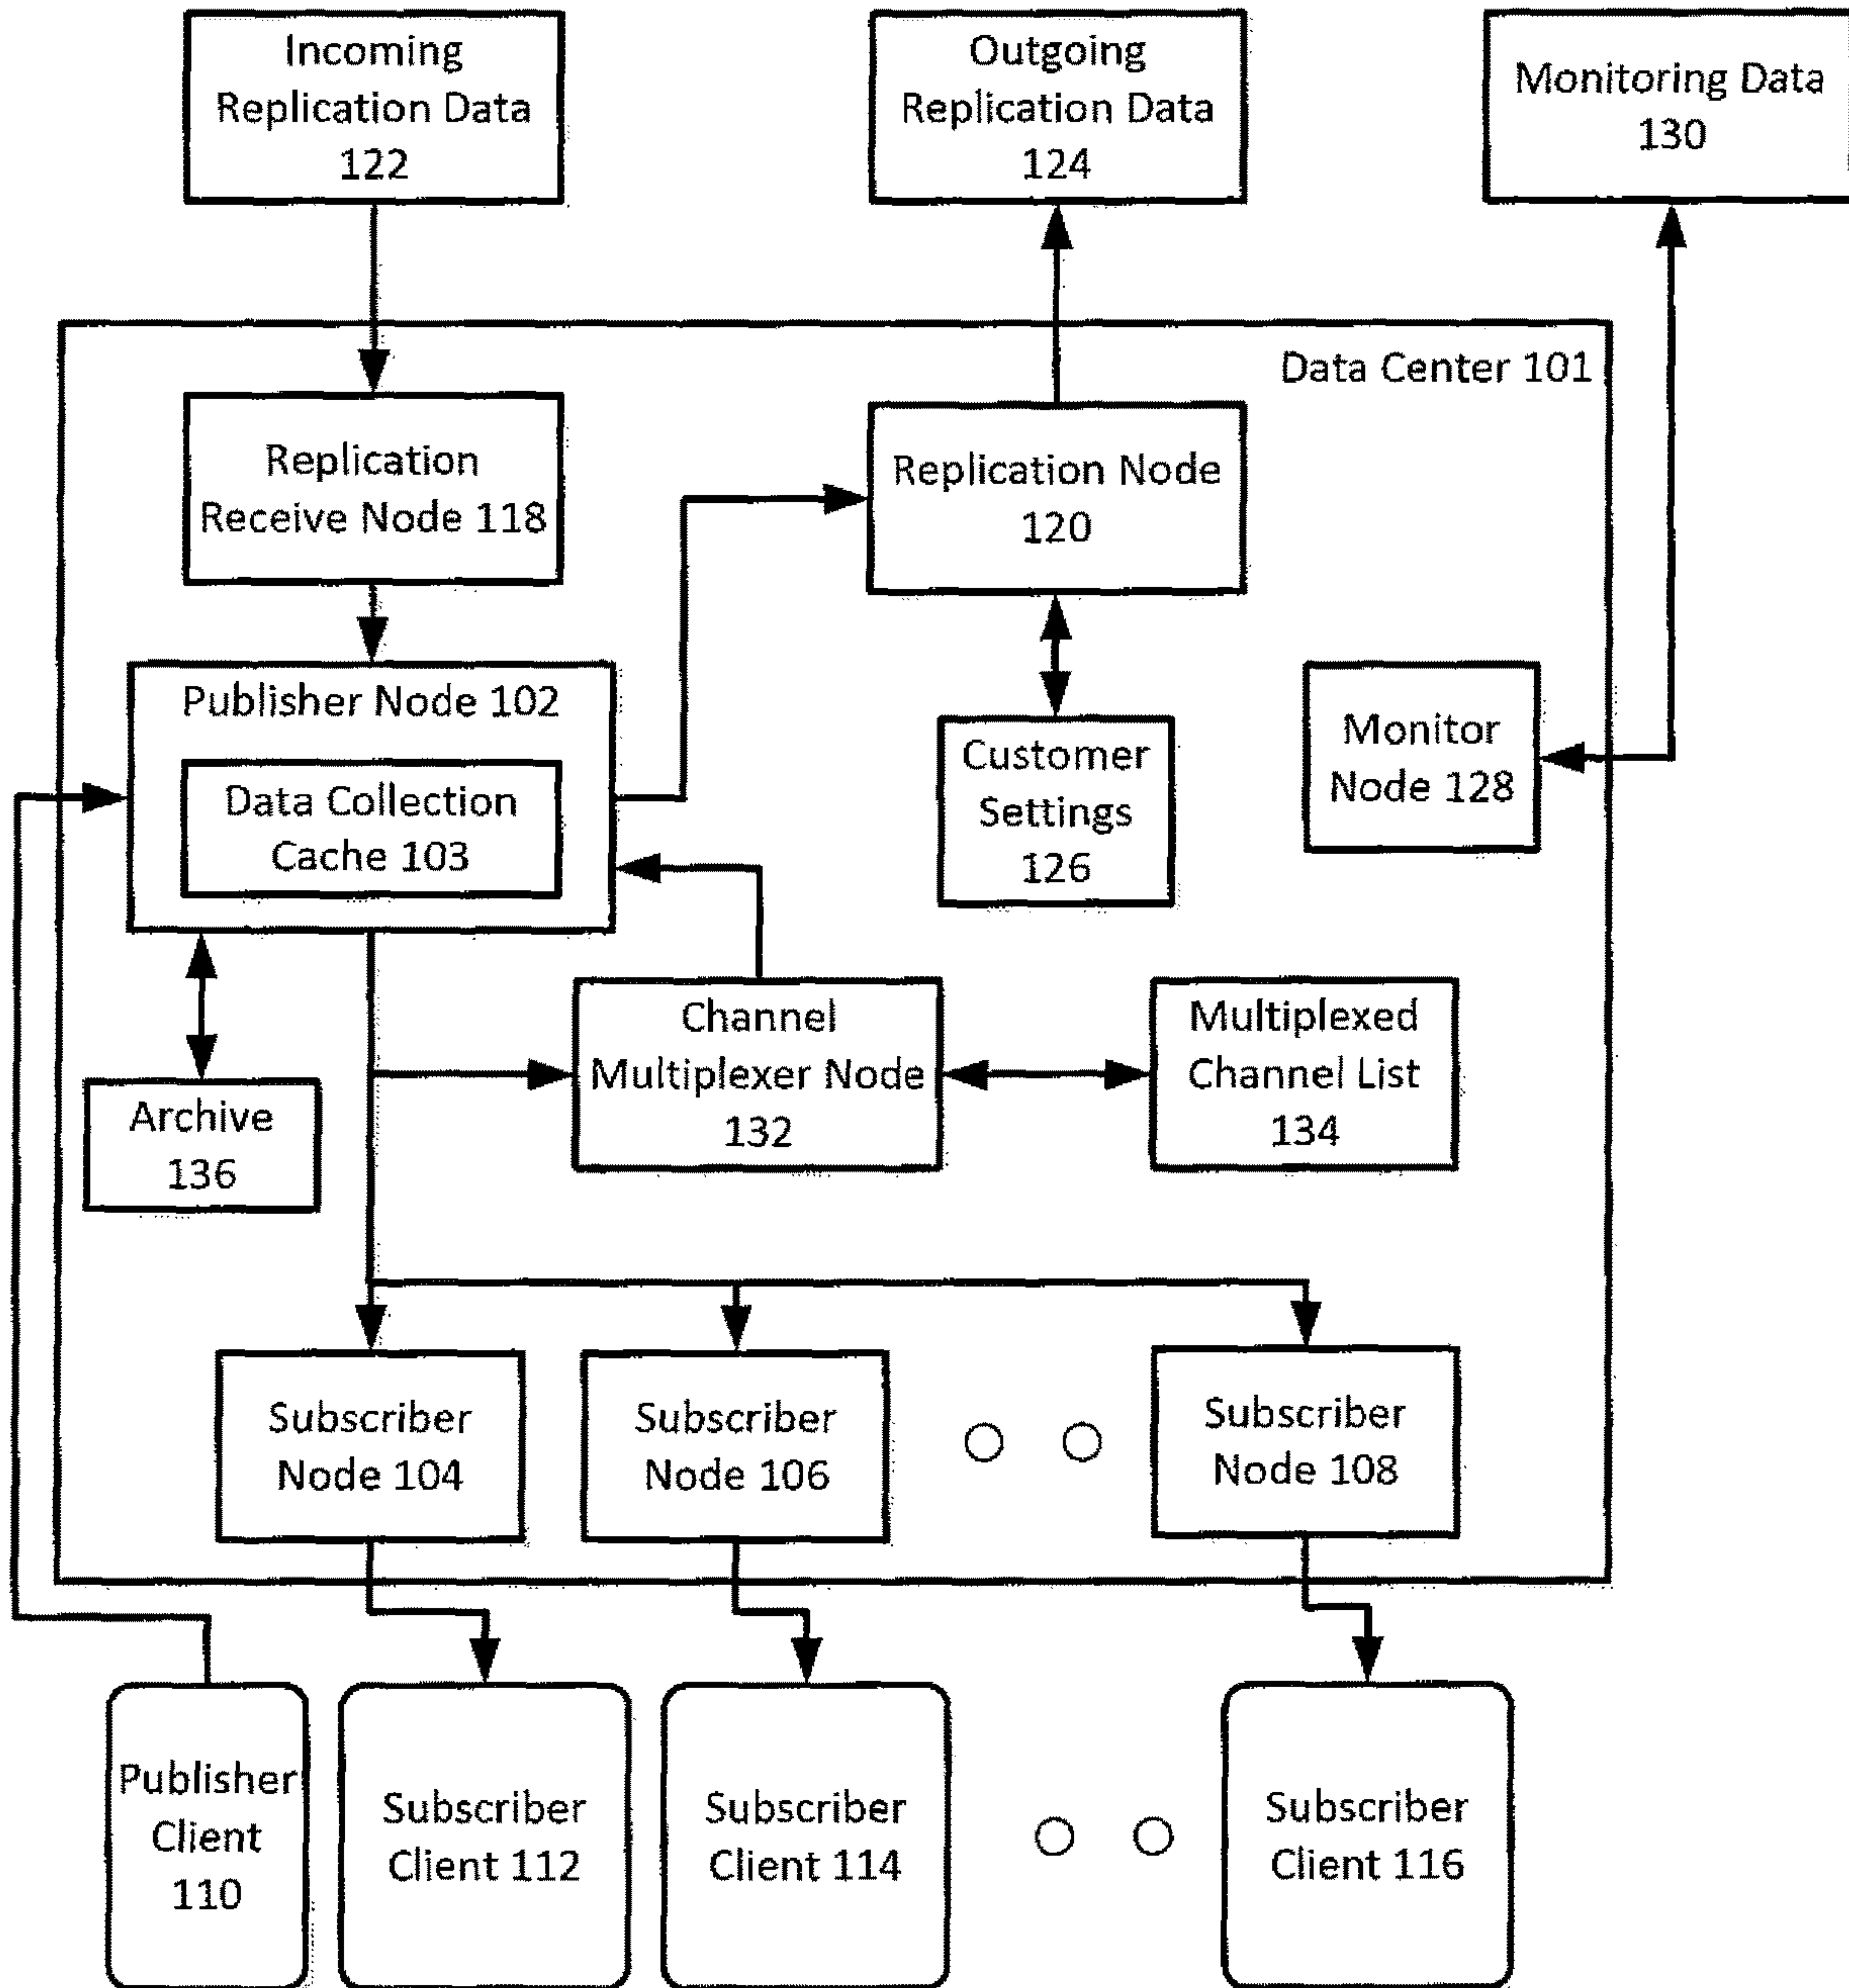 Incoming
Replication Data
122
Outgoing
Replication Data
124
Monitoring Data
130
Data Center 101
Replication
Receive Node 118
Replication Node
120
Publisher Node 102
Data Collection
Cache 103
Customer
Settings
126
Monitor
Node 128
Channel
Multiplexer Node
132
Multiplexed
Channel List
134
Archive
136
Subscriber
Node 104
Subscriber
Node 106
Subscriber
Node 108
Publisher
Client
110
Subscriber
Client 112
Subscriber
Client 114
Subscriber
Client 116